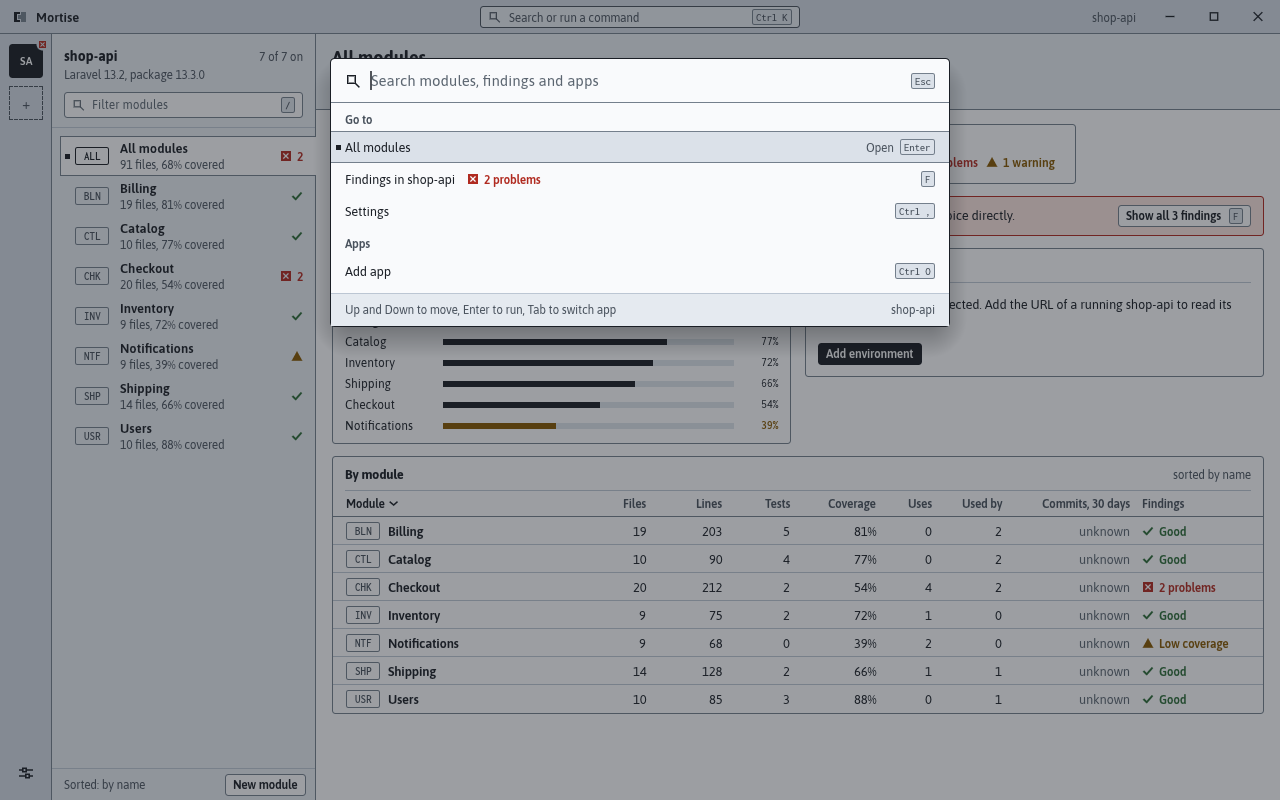 Mortise
Search or run a command
Ctrl K
shop-api
SA
+
shop-api
7 of 7 on
Laravel 13.2, package 13.3.0
Filter modules
/
ALL
All modules
91 files, 68% covered
2
BLN
Billing
19 files, 81% covered
CTL
Catalog
10 files, 77% covered
CHK
Checkout
20 files, 54% covered
2
INV
Inventory
9 files, 72% covered
NTF
Notifications
9 files, 39% covered
SHP
Shipping
14 files, 66% covered
USR
Users
10 files, 88% covered
Sorted: by name
New module
All modules
Search modules, findings and apps
Esc
Go to
All modules
Open
Enter
Findings in shop-api
2 problems
F
Settings
Ctrl ,
Apps
Add app
Ctrl O
Up and Down to move, Enter to run, Tab to switch app
shop-api
1 warning
directly.
Show all 3 findings
F
Add the URL of a running shop-api to read its
Add environment
Catalog
77%
Inventory
72%
Shipping
66%
Checkout
54%
Notifications
39%
By module
sorted by name
Module Files Lines Tests Coverage Uses Used by Commits, 30 days Findings
BLN Billing 19 203 5 81% 0 2 unknown Good
CTL Catalog 10 90 4 77% 0 2 unknown Good
CHK Checkout 20 212 2 54% 4 2 unknown 2 problems
INV Inventory 9 75 2 72% 1 0 unknown Good
NTF Notifications 9 68 0 39% 2 0 unknown Low coverage
SHP Shipping 14 128 2 66% 1 1 unknown Good
USR Users 10 85 3 88% 0 1 unknown Good